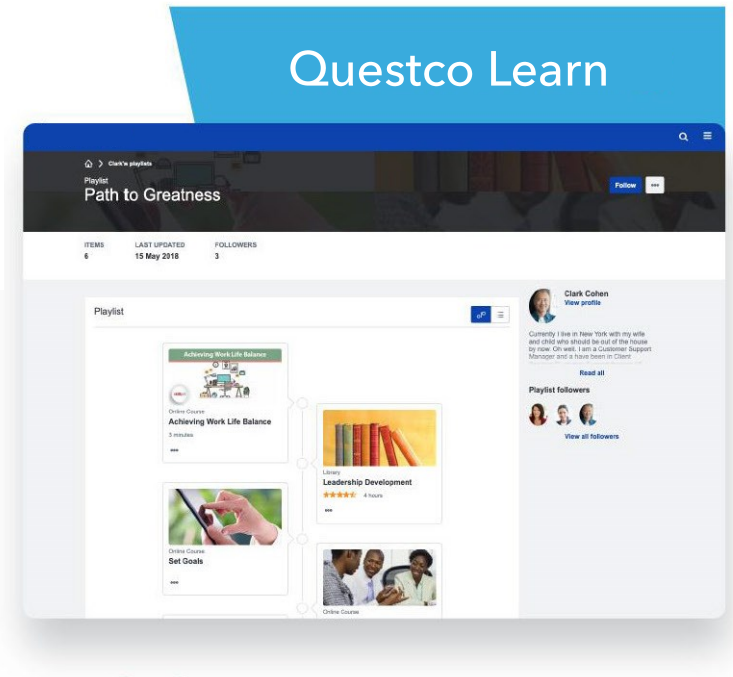 Questco Learn
Clark's playlists
Playlist
Path to Greatness
Follow
ITEMS
LAST UPDATED
FOLLOWERS
6
15 May 2018
3
Playlist
Clark Cohen
View profile
Currently I live in New York with my wife
and child who should be out of the house
by now. Oh well. I am a Customer Support
Manager and a have been in Client
Read all
Playlist followers
View all followers
Achieving Work Life Balance
Online Course
Achieving Work Life Balance
3 minutes
Library
Leadership Development
4 hours
Online Course
Set Goals
Online Course